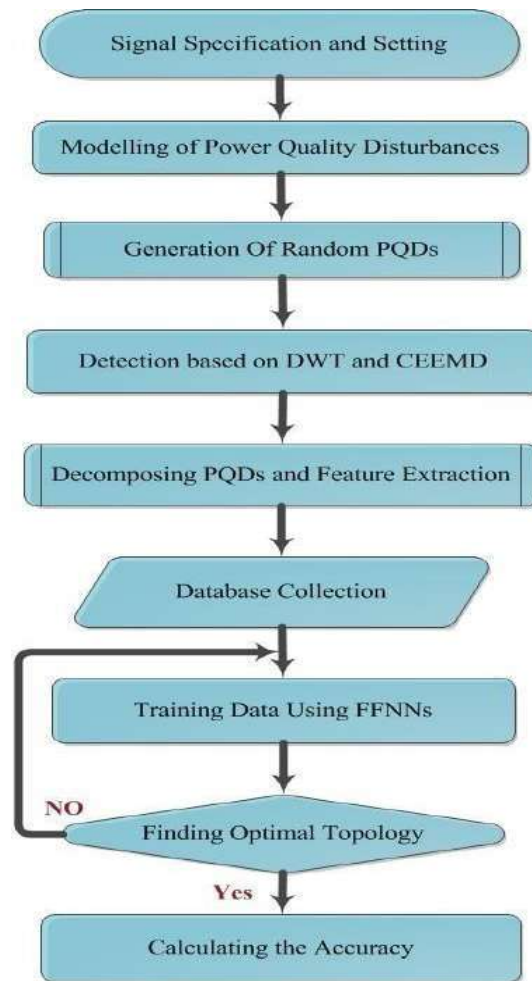 Signal Specification and Setting
Modelling of Power Quality Disturbances
Generation Of Random PQDs
Detection based on DWT and CEEMD
Decomposing PQDs and Feature Extraction
Database Collection
Training Data Using FFNNs
NO
Finding Optimal Topology
Yes
Calculating the Accuracy